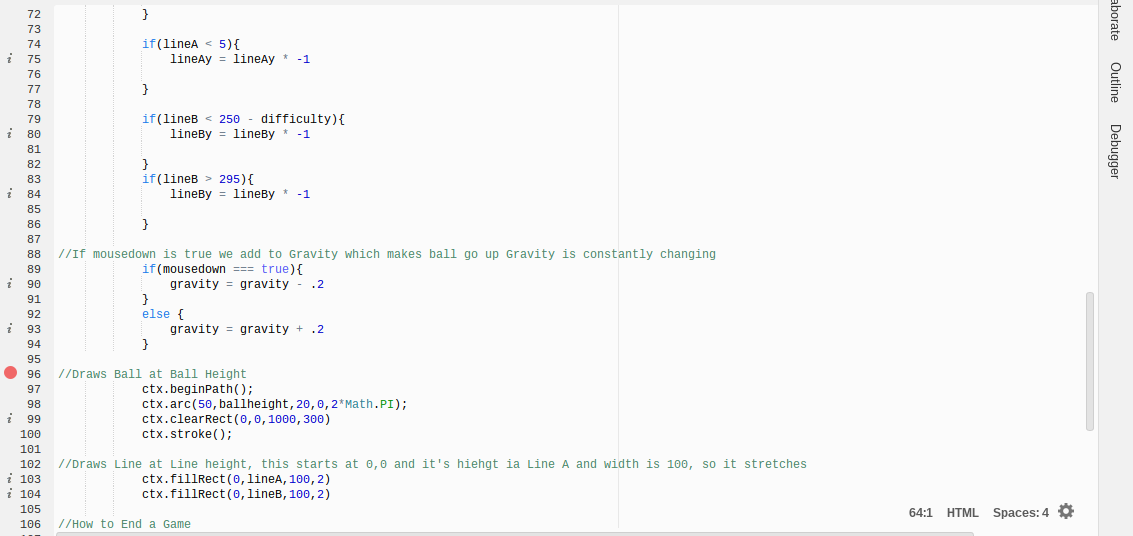 72 }
73
74 if(lineA < 5){
i 75 lineAy = lineAy * -1
76
77 }
78
79 if(lineB < 250 - difficulty){
i 80 lineBy = lineBy * -1
81
82 }
83 if(lineB > 295){
i 84 lineBy = lineBy * -1
85
86 }
87
88 //If mousedown is true we add to Gravity which makes ball go up Gravity is constantly changing
89 if(mousedown === true){
i 90 gravity = gravity - .2
91 }
92 else {
i 93 gravity = gravity + .2
94 }
95
96 //Draws Ball at Ball Height
97 ctx.beginPath();
98 ctx.arc(50,ballheight,20,0,2*Math.PI);
i 99 ctx.clearRect(0,0,1000,300)
100 ctx.stroke();
101
102 //Draws Line at Line height, this starts at 0,0 and it's hiehgt ia Line A and width is 100, so it stretches
i 103 ctx.fillRect(0,lineA,100,2)
i 104 ctx.fillRect(0,lineB,100,2)
105
106 //How to End a Game
64:1 HTML Spaces: 4
Outline
Debugger